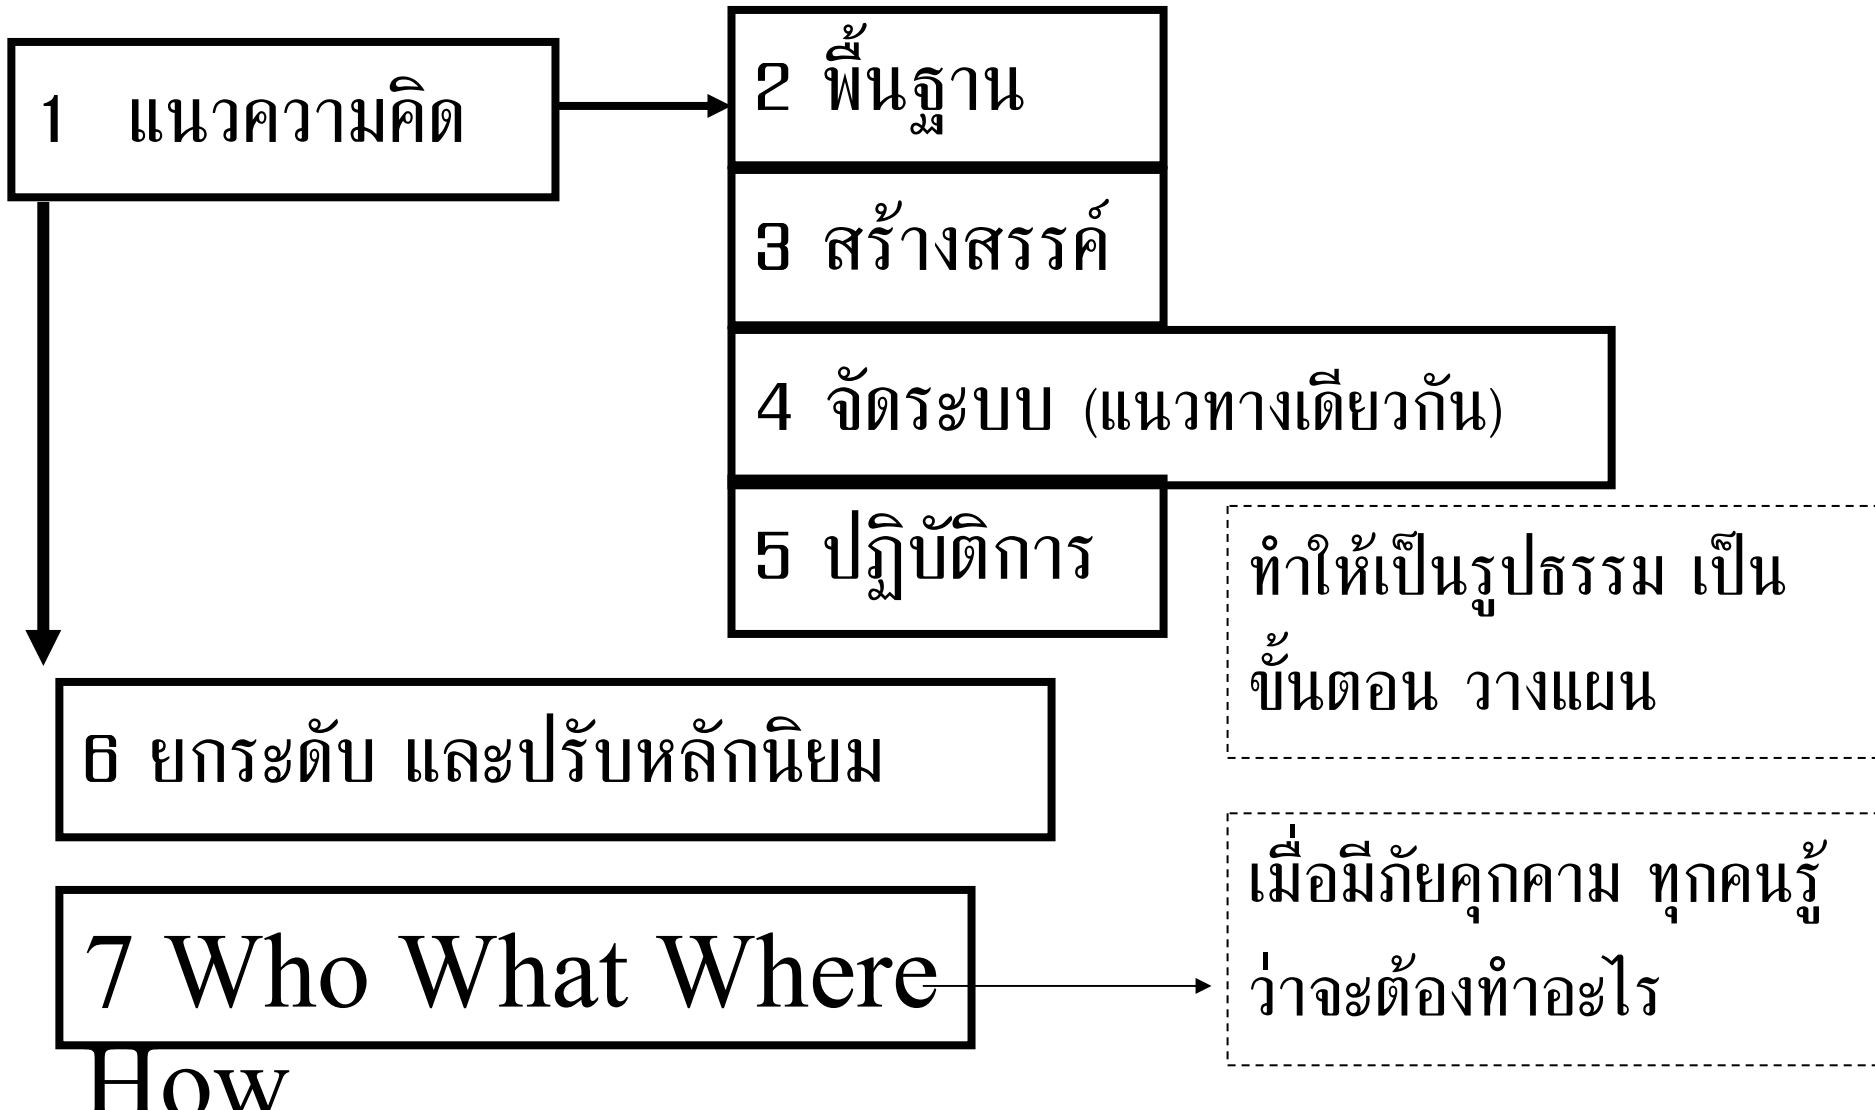 1 แนวความคิด
2 พื้นฐาน
3 สร้างสรรค์
4 จัดระบบ (แนวทางเดียวกัน)
5 ปฏิบัติการ
ทำให้เป็นรูปธรรม เป็น
ขั้นตอน วางแผน
6 ยกระดับ และปรับหลักนิยม
7 Who What Where
How
เมื่อมีภัยคุกคาม ทุกคนรู้
ว่าจะต้องทำอะไร